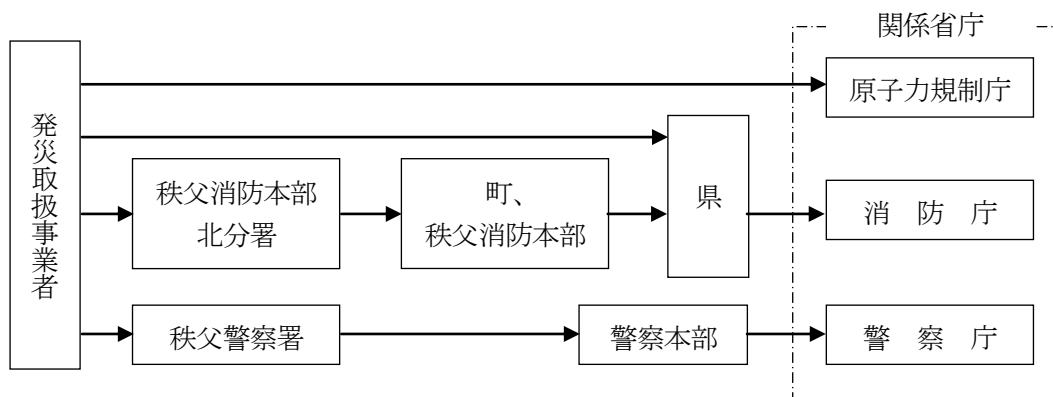 関係省庁
発災取扱事業者
原子力規制庁
秩父消防本部
北分署
町、
秩父消防本部
県
消　防　庁
秩父警察署
警察本部
警　察　庁